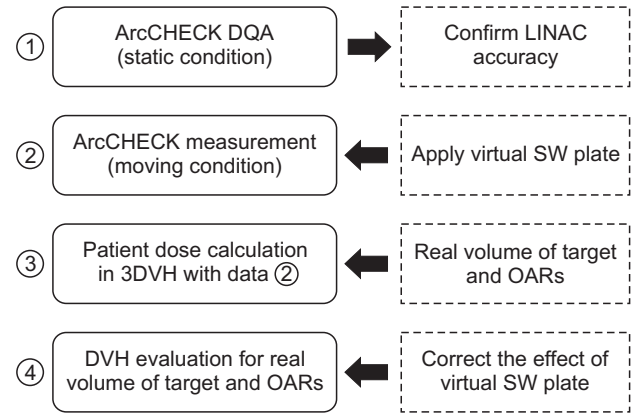 ① ArcCHECK DQA
(static condition)
Confirm LINAC
accuracy
② ArcCHECK measurement
(moving condition)
Apply virtual SW plate
③ Patient dose calculation
in 3DVH with data ②
Real volume of target
and OARs
④ DVH evaluation for real
volume of target and OARs
Correct the effect of
virtual SW plate